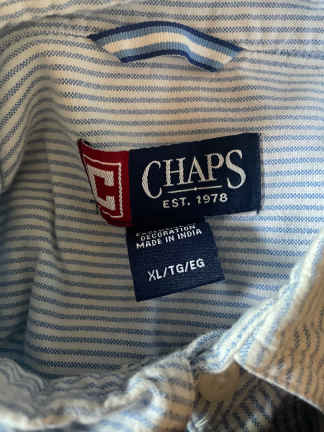 C
CHAPS
EST. 1978
DECORATION
MADE IN INDIA
XL/TG/EG